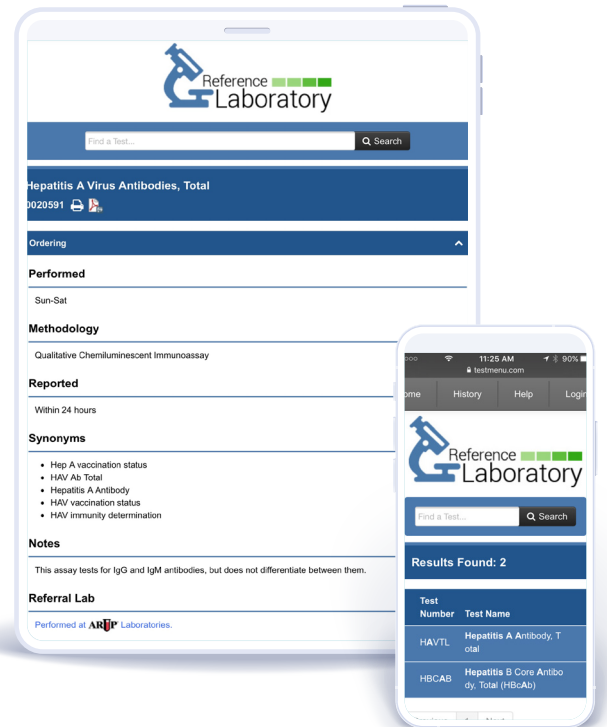 Reference
Laboratory
Find a Test...
Search
Hepatitis A Virus Antibodies, Total
0020591
Ordering
Performed
Sun-Sat
Methodology
Qualitative Chemiluminescent Immunoassay
Reported
Within 24 hours
Synonyms
Hep A vaccination status
HAV Ab Total
Hepatitis A Antibody
HAV vaccination status
HAV immunity determination
Notes
This assay tests for IgG and IgM antibodies, but does not differentiate between them.
Referral Lab
Performed at ARUP Laboratories.
11:25 AM 90%
testmenu.com
ome History Help Login
Reference
Laboratory
Find a Test...
Search
Results Found: 2
Test
Number Test Name
HAVTL Hepatitis A Antibody, T
otal
HBCAB Hepatitis B Core Antibo
dy, Total (HBcAb)